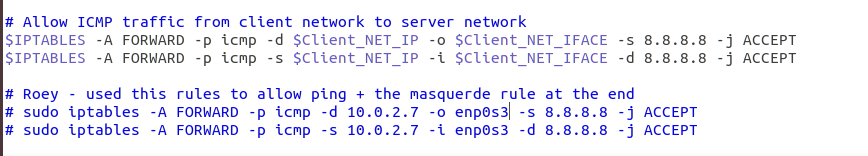 # Allow ICMP traffic from client network to server network
$IPTABLES -A FORWARD -p icmp -d $Client_NET_IP -o $Client_NET_IFACE -s 8.8.8.8 -j ACCEPT
$IPTABLES -A FORWARD -p icmp -s $Client_NET_IP -i $Client_NET_IFACE -d 8.8.8.8 -j ACCEPT
# Roey - used this rules to allow ping + the masquerde rule at the end
# sudo iptables -A FORWARD -p icmp -d 10.0.2.7 -o enp0s3 -s 8.8.8.8 -j ACCEPT
# sudo iptables -A FORWARD -p icmp -s 10.0.2.7 -i enp0s3 -d 8.8.8.8 -j ACCEPT